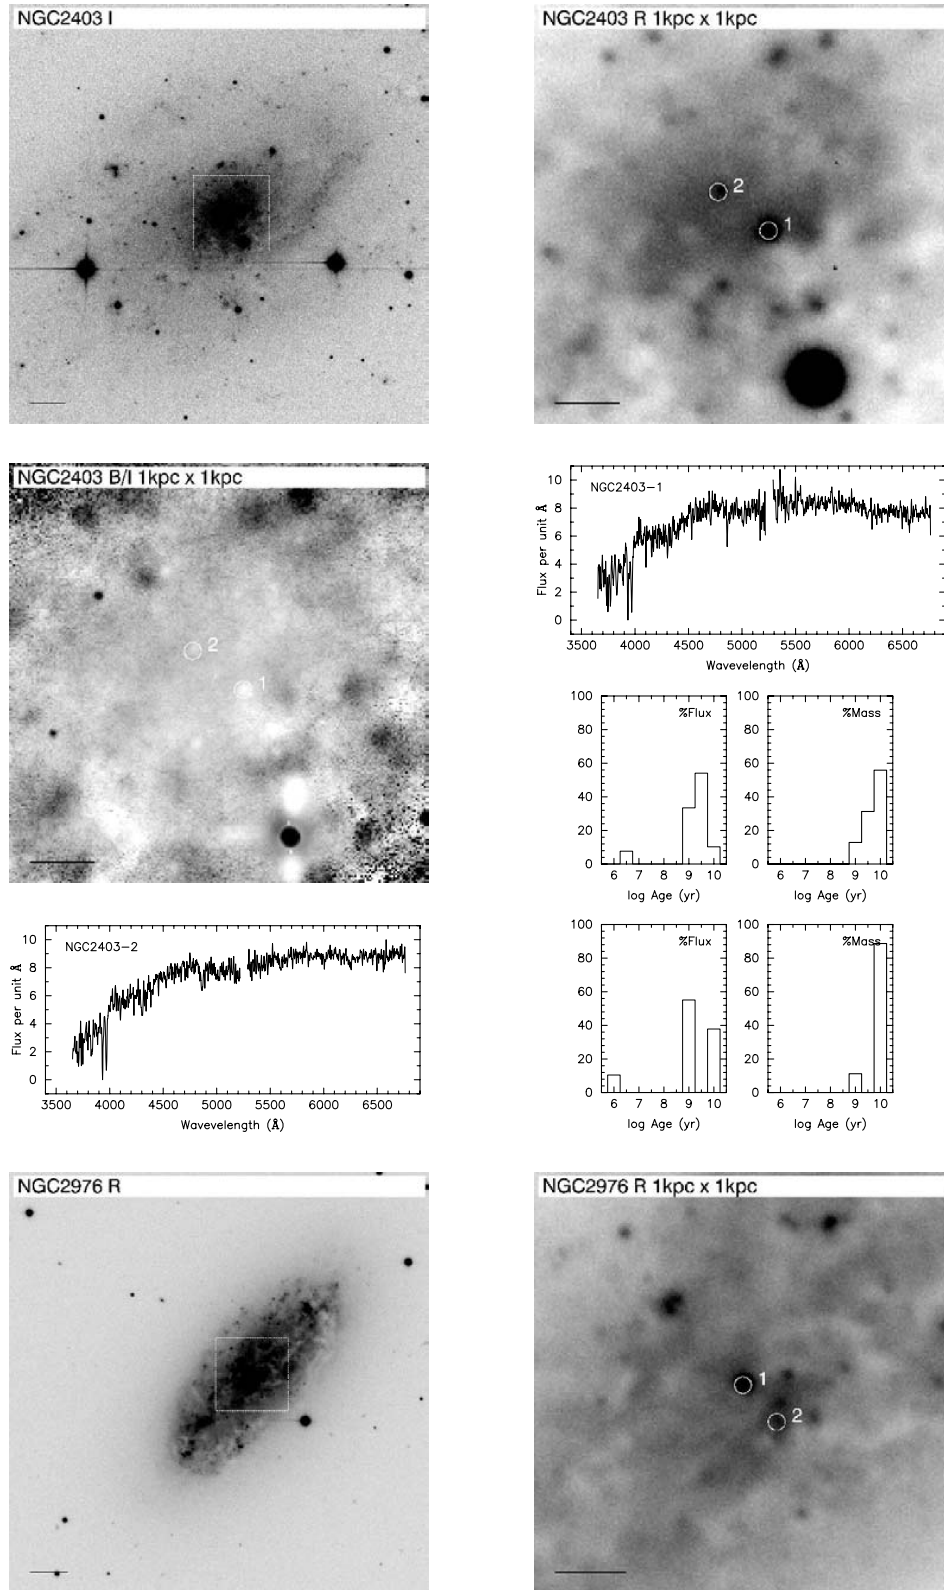 NGC2403 I
NGC2403 R 1kpc x 1kpc
2
1
NGC2403 B/I 1kpc x 1kpc
2
1
NGC2403-1
Flux per unit Å
10
8
6
4
2
0
3500 4000 4500 5000 5500 6000 6500
Wavevelength (Å)
100
80
60
40
20
0
%Flux
6 7 8 9 10
log Age (yr)
100
80
60
40
20
0
%Mass
6 7 8 9 10
log Age (yr)
NGC2403-2
Flux per unit Å
10
8
6
4
2
0
3500 4000 4500 5000 5500 6000 6500
Wavevelength (Å)
100
80
60
40
20
0
%Flux
6 7 8 9 10
log Age (yr)
100
80
60
40
20
0
%Mass
6 7 8 9 10
log Age (yr)
NGC2976 R
NGC2976 R 1kpc x 1kpc
1
2